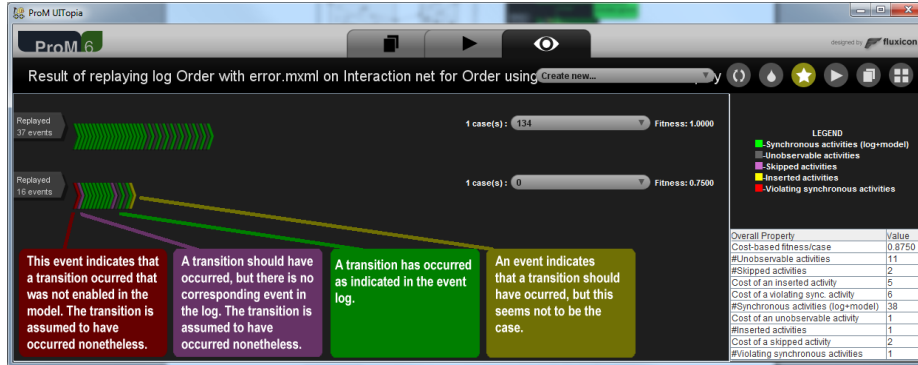 ProM UITopia
ProM 6
designed by fluxicon
Result of replaying log Order with error.mxml on Interaction net for Order using Create new... y
Replayed
37 events
1 case(s) : 134 Fitness: 1.0000
Replayed
16 events
1 case(s) : 0 Fitness: 0.7500
LEGEND
-Synchronous activities (log+model)
-Unobservable activities
-Skipped activities
-Inserted activities
-Violating synchronous activities
This event indicates that
a transition ocurred that
was not enabled in the
model. The transition is
assumed to have
occurred nonetheless.
A transition should have
occurred, but there is no
corresponding event in
the log. The transition is
assumed to have
occurred nonetheless.
A transition has occurred
as indicated in the event
log.
An event indicates
that a transition should
have ocurred, but this
seems not to be the
case.
Overall Property Value
Cost-based fitness/case 0.8750
#Unobservable activities 11
#Skipped activities 2
Cost of an inserted activity 5
Cost of a violating sync. activity 6
#Synchronous activities (log+model) 38
Cost of an unobservable activity 1
#Inserted activities 1
Cost of a skipped activity 2
#Violating synchronous activities 1